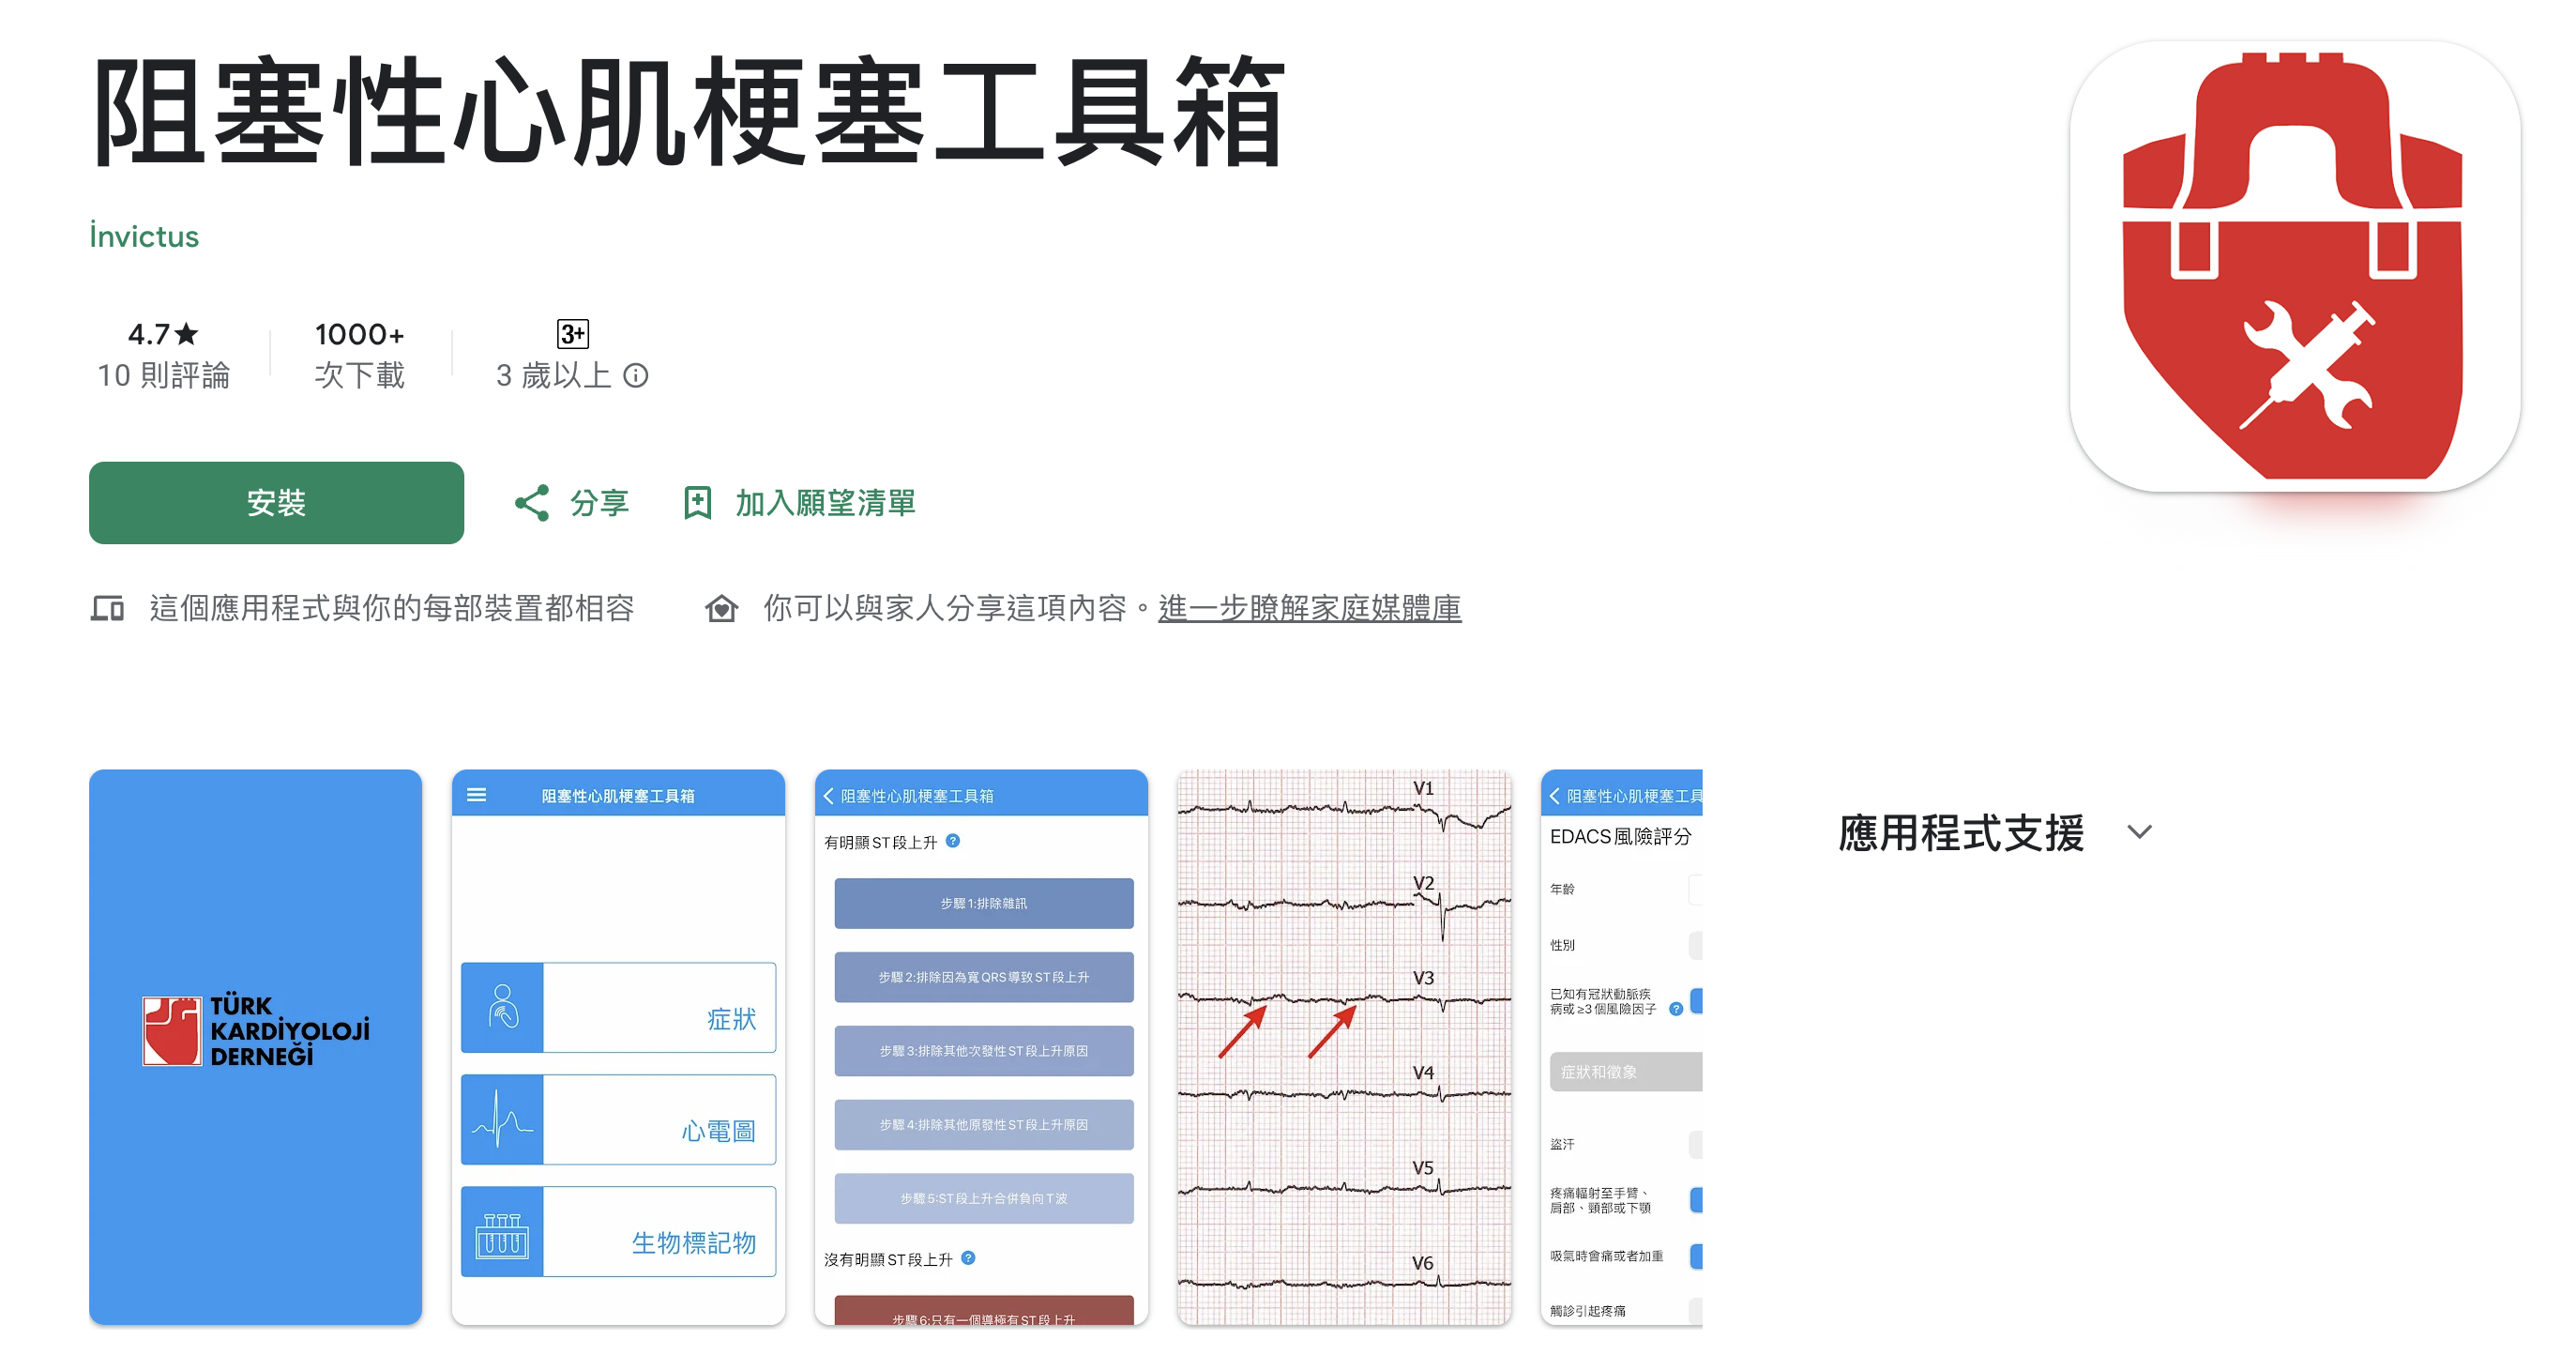 阻塞性心肌梗塞工具箱
İnvictus
4.7★
10 則評論
1000+
次下載
3+
3 歲以上
安裝
分享
加入願望清單
這個應用程式與你的每部裝置都相容
你可以與家人分享這項內容。進一步瞭解家庭媒體庫
TÜRK
KARDİYOLOJİ
DERNEĞİ
阻塞性心肌梗塞工具箱
症狀
心電圖
生物標記物
阻塞性心肌梗塞工具箱
有明顯ST段上升 ?
步驟1:排除雜訊
步驟2:排除因為寬QRS導致ST段上升
步驟3:排除其他次發性ST段上升原因
步驟4:排除其他原發性ST段上升原因
步驟5:ST段上升合併負向T波
沒有明顯ST段上升 ?
步驟6:只有一個導極有ST段上升
V1
V2
V3
V4
V5
V6
阻塞性心肌梗塞工具
EDACS風險評分
年齡
性別
已知有冠狀動脈疾
病或≥3個風險因子 ?
症狀和徵象
盜汗
疼痛輻射至手臂、
肩部、頸部或下顎
吸氣時會痛或者加重
觸診引起疼痛
應用程式支援